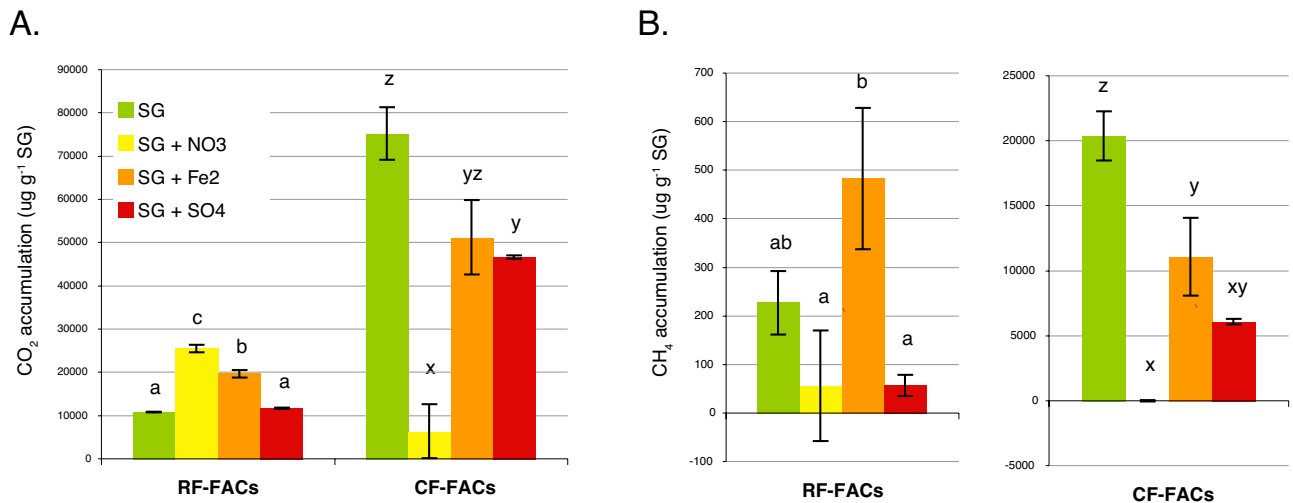 A.
CO2 accumulation (ug g-1 SG)
90000
80000
70000
60000
50000
40000
30000
20000
10000
0
SG
SG + NO3
SG + Fe2
SG + SO4
a
c
b
a
z
x
yz
y
RF-FACs
CF-FACs
B.
CH4 accumulation (ug g-1 SG)
700
600
500
400
300
200
100
0
-100
ab
a
b
a
RF-FACs
25000
20000
15000
10000
5000
0
-5000
z
x
y
xy
CF-FACs